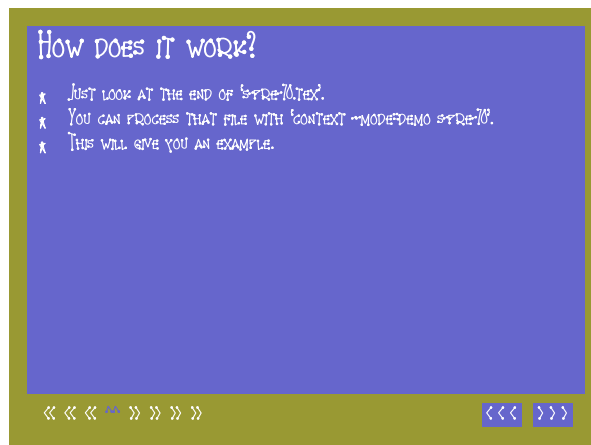 How does it work?
Just look at the end of 's-pre-70.tex'.
You can process that file with 'context --mode=demo s-pre-70'.
This will give you an example.